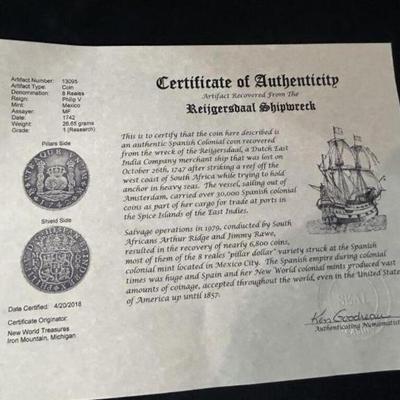 Artifact Number: 13095
Artifact Type: Coin
Denomination: 8 Reales
Reign: Philip V
Mint: Mexico
Assayer: MF
Date: 1742
Weight: 26.65 grams
Grade: 1 (Research)
Pillars Side
Shield Side
Date Certified: 4/20/2018
Certificate Originator:
New World Treasures
Iron Mountain, Michigan
Certificate of Authenticity
Artifact Recovered From The
Reijgersdaal Shipwreck
This is to certify that the coin here described is
an authentic Spanish Colonial coin recovered
from the wreck of the Reijgersdaal, a Dutch East
India Company merchant ship that was lost on
October 26th, 1747 after striking a reef off the
west coast of South Africa while trying to hold
anchor in heavy seas. The vessel, sailing out of
Amsterdam, carried over 30,000 Spanish colonial
coins as part of her cargo for trade at ports in
the Spice Islands of the East Indies.
Salvage operations in 1979, conducted by South
Africans Arthur Ridge and Jimmy Rawe,
resulted in the recovery of nearly 6,800 coins,
most of them of the 8 reales "pillar dollar" variety struck at the Spanish
colonial mint located in Mexico City. The Spanish empire during colonial
times was huge and Spain and her New World colonial mints produced vast
amounts of coinage, accepted throughout the world, even in the United States
of America up until 1857.
SEAL
Ken Goodreau
Authenticating Numismatist